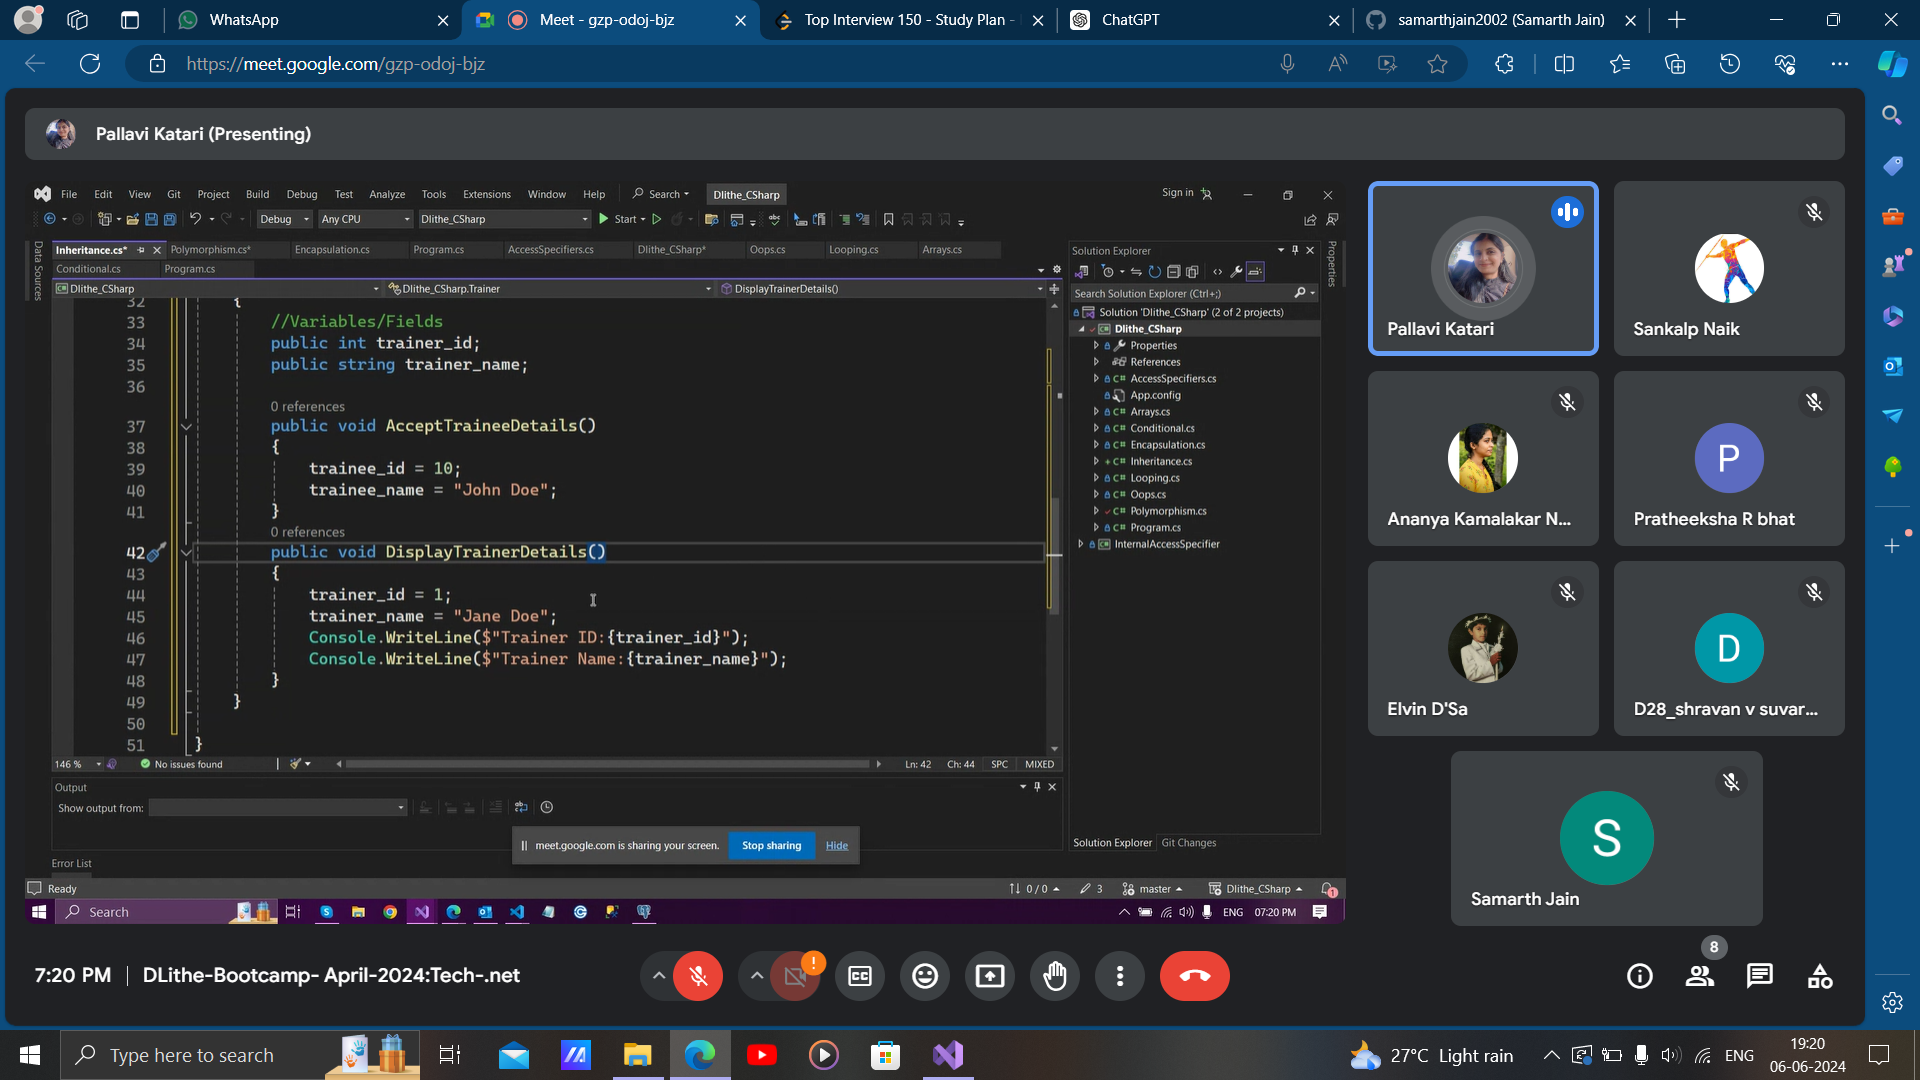 WhatsApp
Meet - gzp-odoj-bjz
Top Interview 150 - Study Plan -
ChatGPT
samarthjain2002 (Samarth Jain)
https://meet.google.com/gzp-odoj-bjz
Pallavi Katari (Presenting)
File Edit View Git Project Build Debug Test Analyze Tools Extensions Window Help Search Dlithe_CSharp Sign in
Debug Any CPU Dlithe_CSharp Start
Data Sources
Inheritance.cs* Polymorphism.cs* Encapsulation.cs Program.cs AccessSpecifiers.cs Dlithe_CSharp* Oops.cs Looping.cs Arrays.cs
Conditional.cs Program.cs
Dlithe_CSharp Dlithe_CSharp.Trainer DisplayTrainerDetails()
32 {
33 //Variables/Fields
34 public int trainer_id;
35 public string trainer_name;
36
0 references
37 public void AcceptTraineeDetails()
38 {
39 trainee_id = 10;
40 trainee_name = "John Doe";
41 }
0 references
42 public void DisplayTrainerDetails()
43 {
44 trainer_id = 1;
45 trainer_name = "Jane Doe";
46 Console.WriteLine($"Trainer ID:{trainer_id}");
47 Console.WriteLine($"Trainer Name:{trainer_name}");
48 }
49 }
50
51 }
146 % No issues found Ln: 42 Ch: 44 SPC MIXED
Output
Show output from:
meet.google.com is sharing your screen. Stop sharing Hide
Error List
Solution Explorer
Properties
Search Solution Explorer (Ctrl+;)
Solution 'Dlithe_CSharp' (2 of 2 projects)
Dlithe_CSharp
Properties
References
C# AccessSpecifiers.cs
App.config
C# Arrays.cs
C# Conditional.cs
C# Encapsulation.cs
C# Inheritance.cs
C# Looping.cs
C# Oops.cs
C# Polymorphism.cs
C# Program.cs
InternalAccessSpecifier
Solution Explorer Git Changes
Ready 0 / 0 3 master Dlithe_CSharp 1
Search ENG 07:20 PM
Pallavi Katari
Sankalp Naik
Ananya Kamalakar N...
P
Pratheeksha R bhat
Elvin D'Sa
D
D28_shravan v suvar...
S
Samarth Jain
7:20 PM | DLithe-Bootcamp- April-2024:Tech-.net
!
CC
8
Type here to search
27°C Light rain
ENG
19:20
06-06-2024